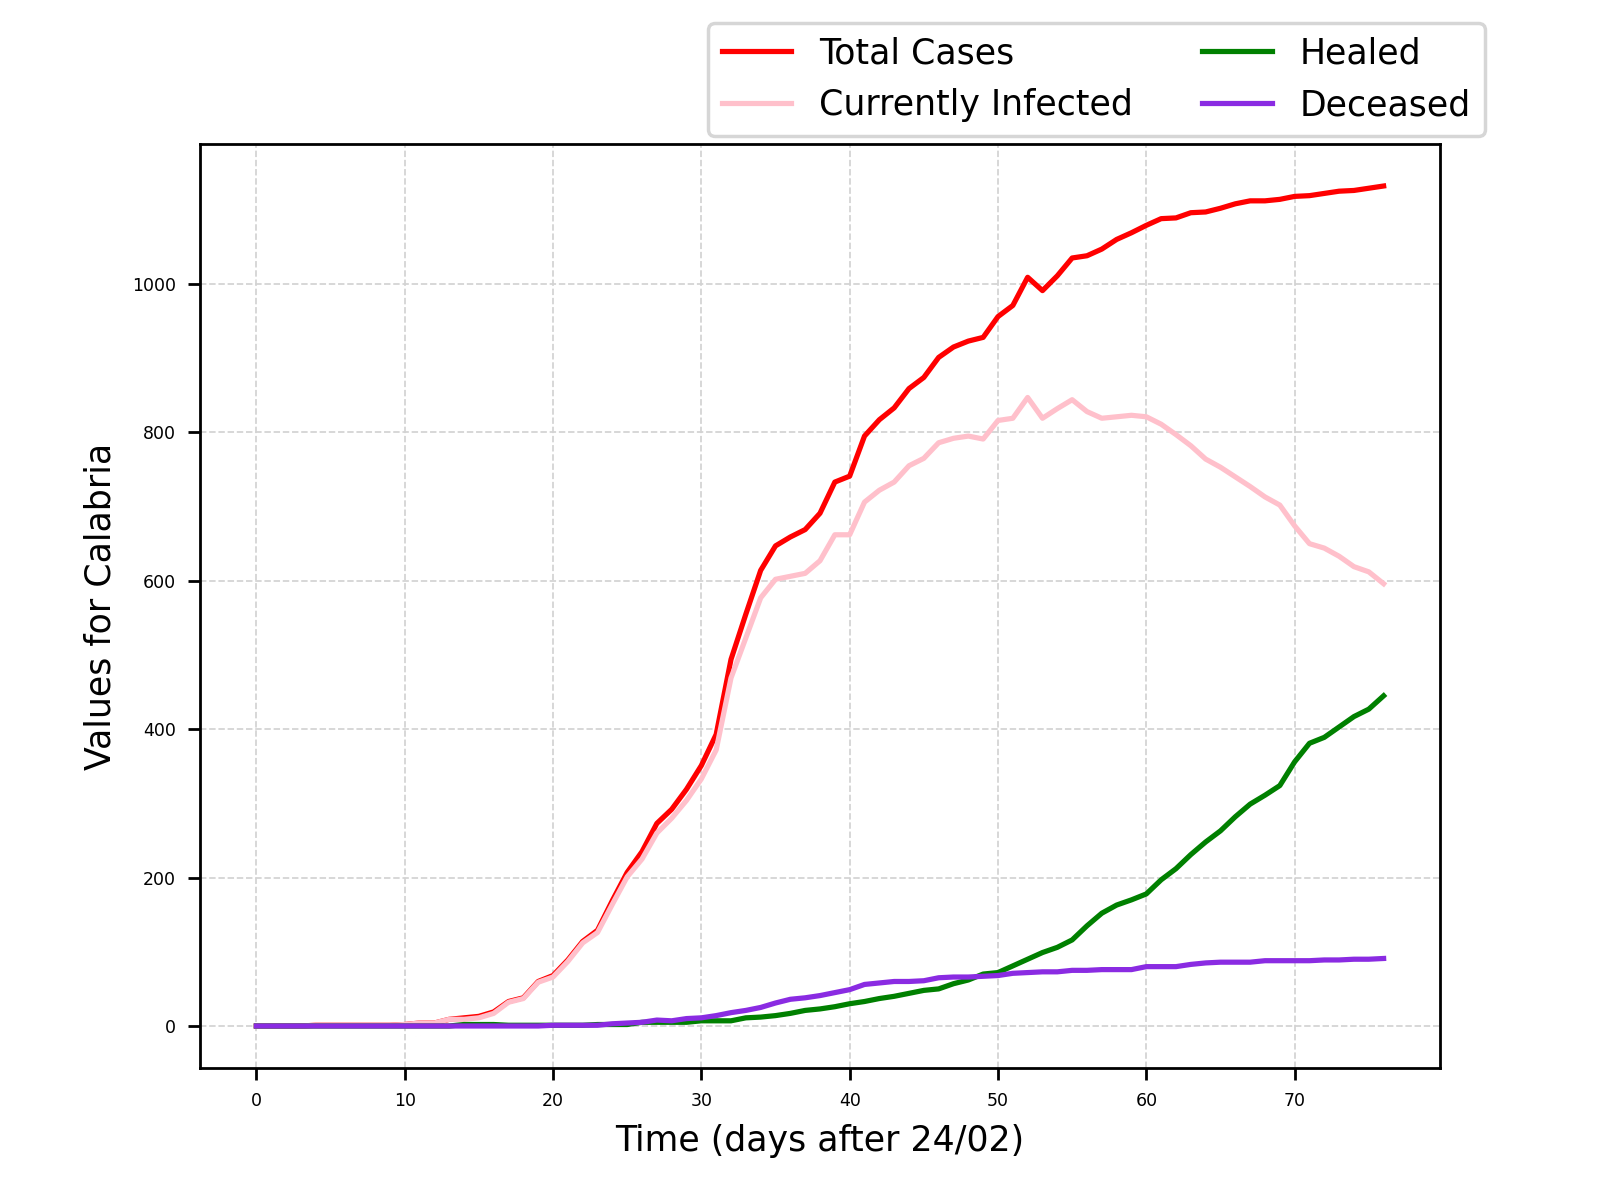 Total Cases
Currently Infected
Healed
Deceased
Values for Calabria
1000
800
600
400
200
0
0 10 20 30 40 50 60 70
Time (days after 24/02)